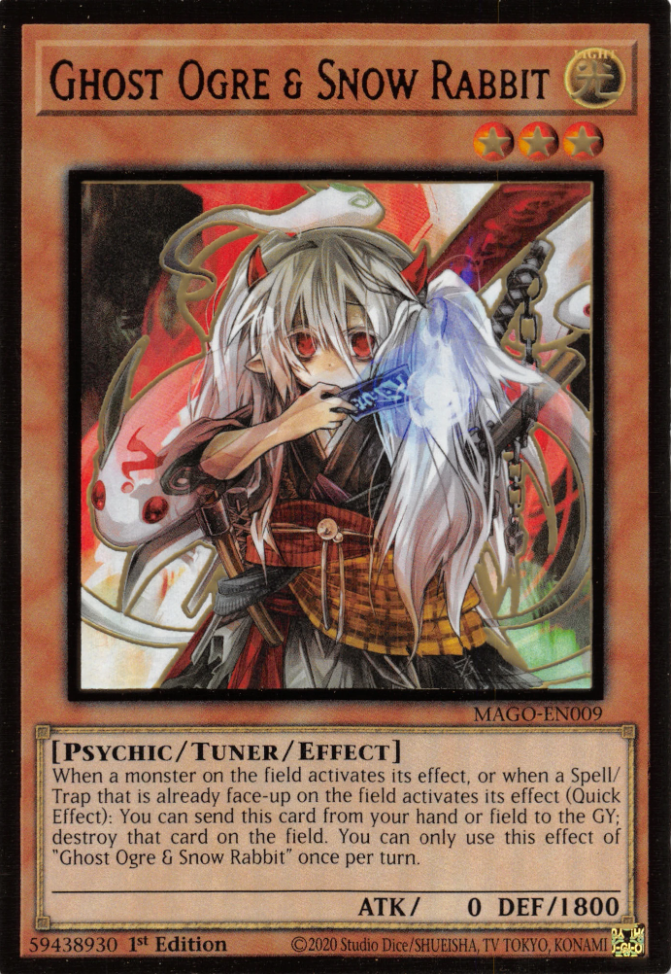 GHOST OGRE & SNOW RABBIT
LIGHT
光
MAGO-EN009
[PSYCHIC/TUNER/EFFECT]
When a monster on the field activates its effect, or when a Spell/
Trap that is already face-up on the field activates its effect (Quick
Effect): You can send this card from your hand or field to the GY;
destroy that card on the field. You can only use this effect of
"Ghost Ogre & Snow Rabbit" once per turn.
ATK/ 0 DEF/1800
59438930 1st Edition ©2020 Studio Dice/SHUEISHA, TV TOKYO, KONAMI